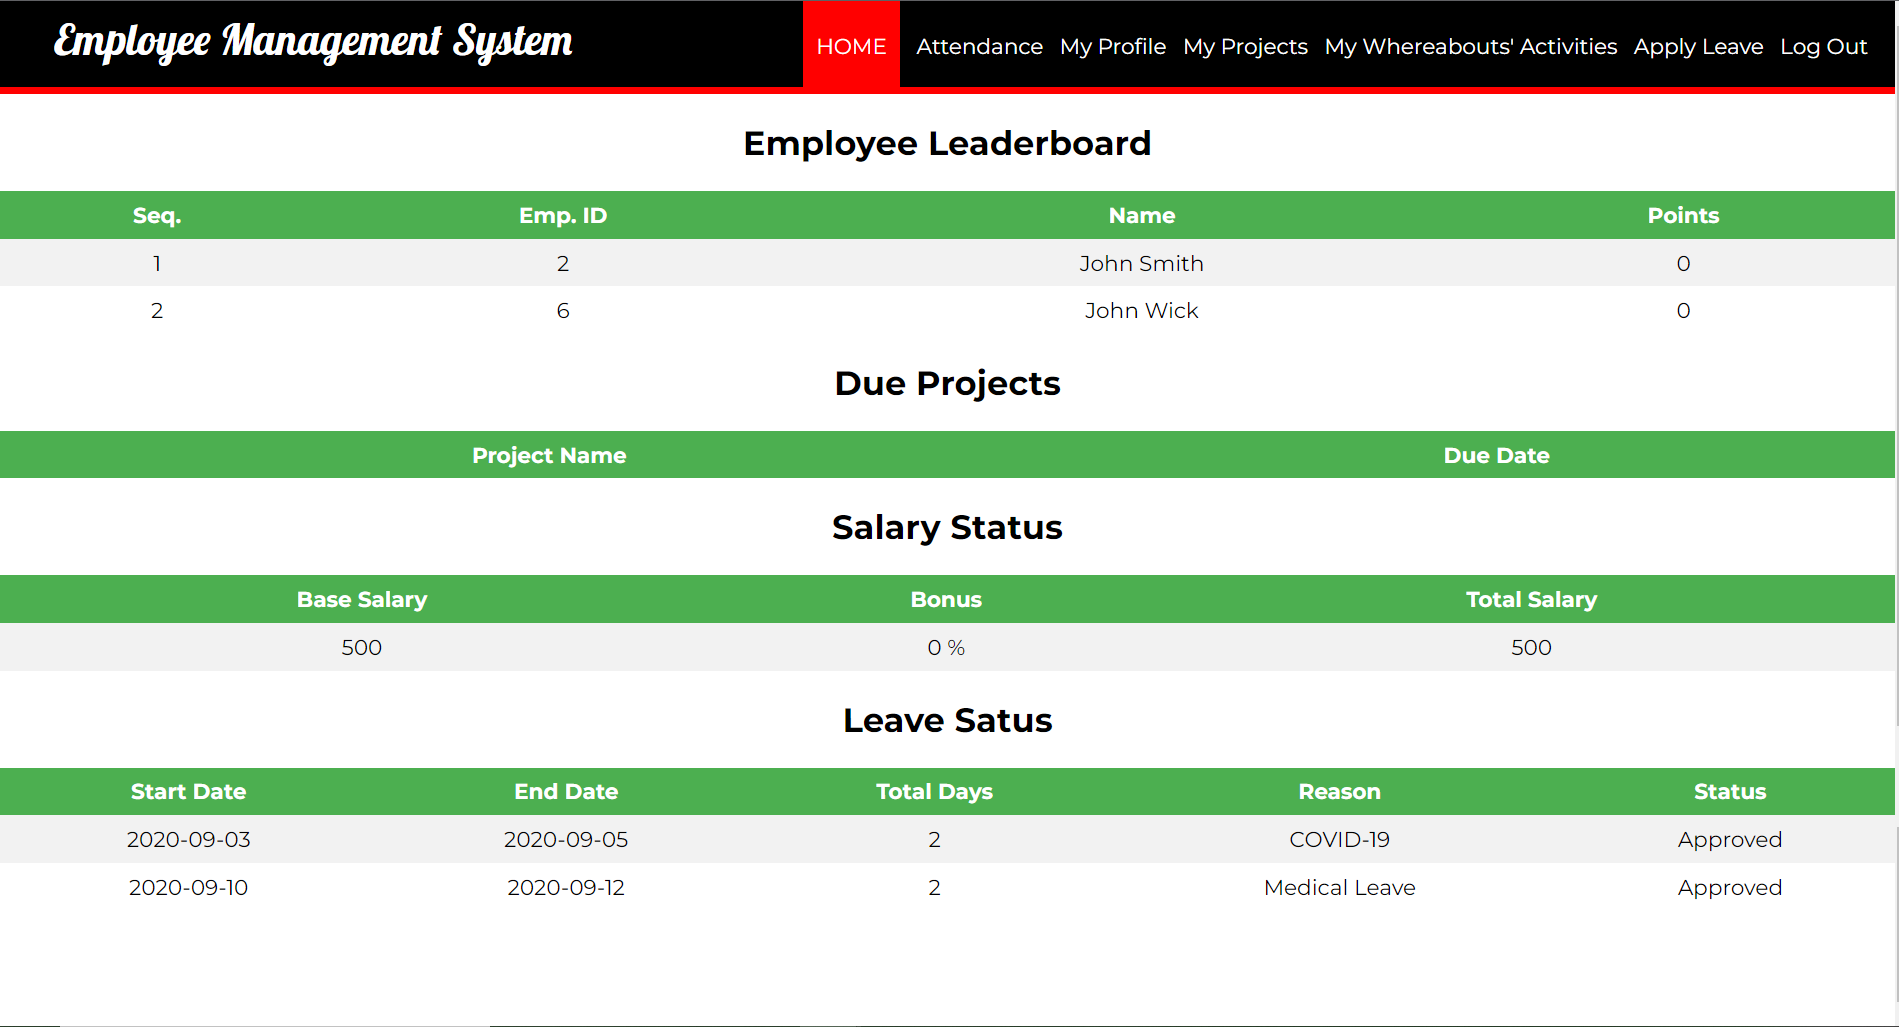 Employee Management System
HOME Attendance My Profile My Projects My Whereabouts' Activities Apply Leave Log Out
Employee Leaderboard
Seq. Emp. ID Name Points
1 2 John Smith 0
2 6 John Wick 0
Due Projects
Project Name Due Date
Salary Status
Base Salary Bonus Total Salary
500 0 % 500
Leave Satus
Start Date End Date Total Days Reason Status
2020-09-03 2020-09-05 2 COVID-19 Approved
2020-09-10 2020-09-12 2 Medical Leave Approved